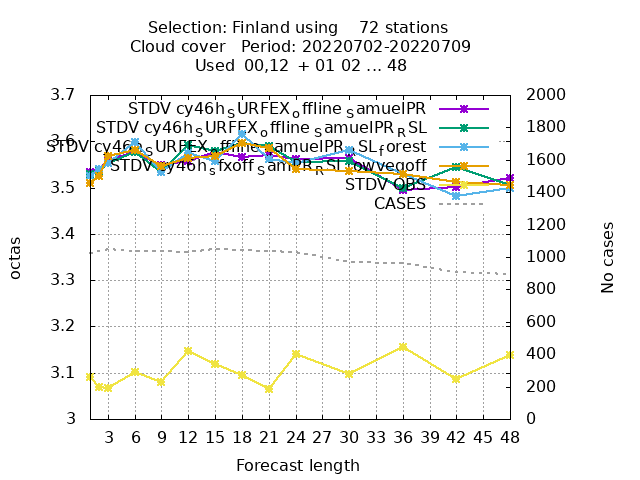 Selection: Finland using 72 stations
Cloud cover Period: 20220702-20220709
Used 00,12 + 01 02 ... 48
3.7
3.6
3.5
3.4
3.3
3.2
3.1
3
octas
STDV cy46h_SURFEX_offline_SamuelPR
STDV cy46h_SURFEX_offline_SamuelPR_RSL
STDV cy46h_SURFEX_offline_SamuelPR_RSL_forest
STDV OBS
CASES
2000
1800
1600
1400
1200
1000
800
600
400
200
0
No cases
3 6 9 12 15 18 21 24 27 30 33 36 39 42 45 48
Forecast length